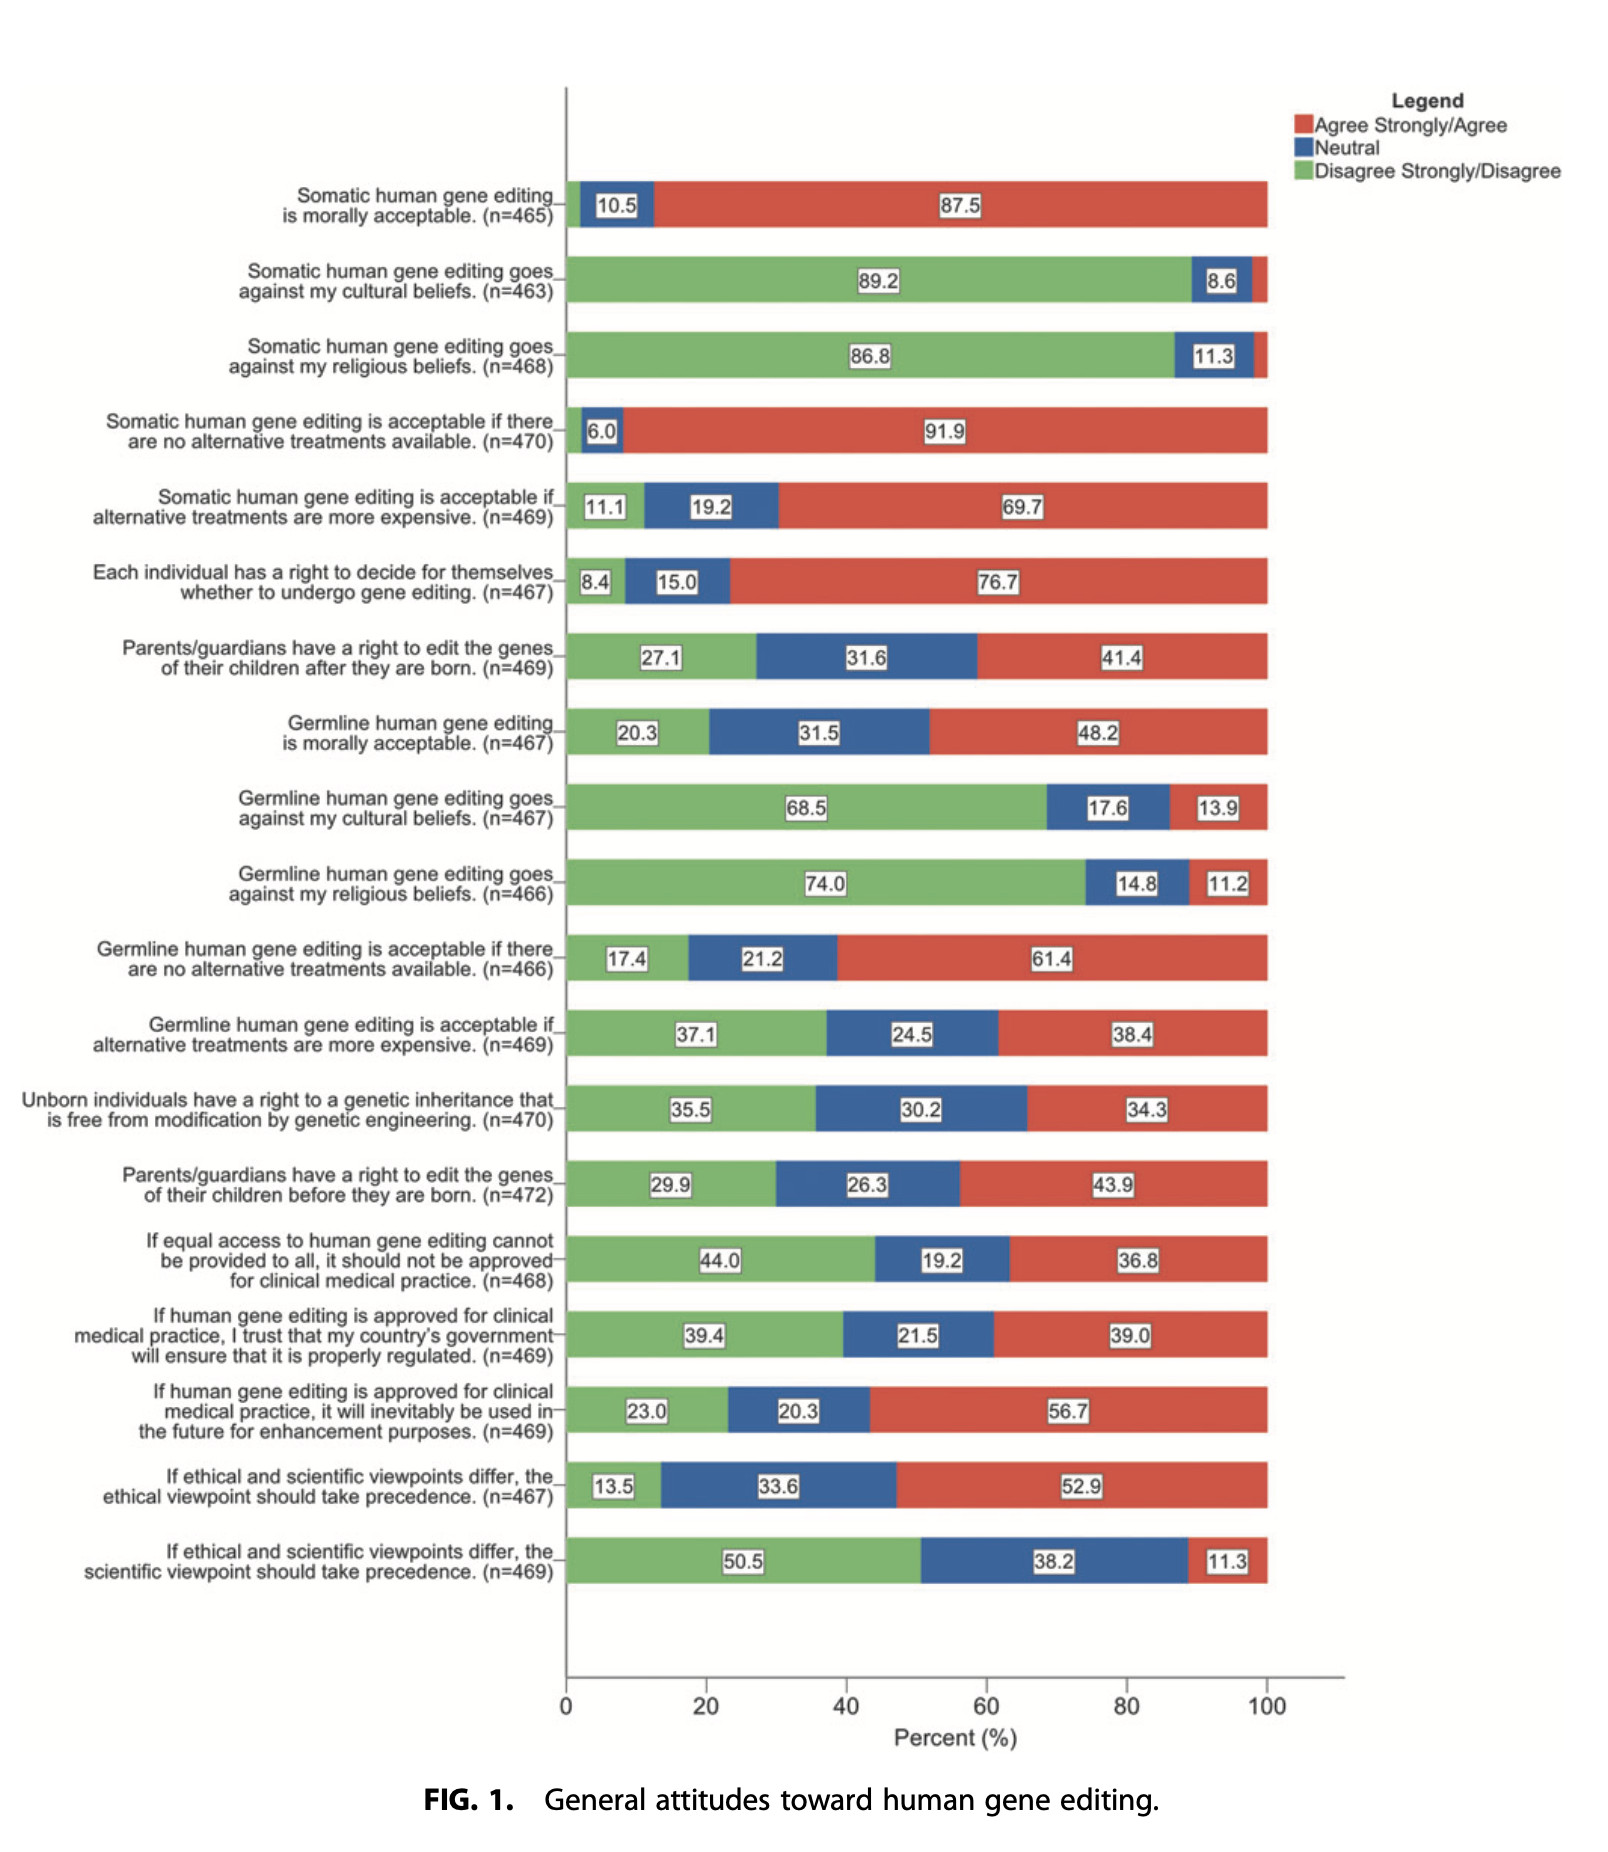 Legend
Agree Strongly/Agree
Neutral
Disagree Strongly/Disagree
Somatic human gene editing
is morally acceptable. (n=465)
10.5
87.5
Somatic human gene editing goes
against my cultural beliefs. (n=463)
89.2
8.6
Somatic human gene editing goes
against my religious beliefs. (n=468)
86.8
11.3
Somatic human gene editing is acceptable if there
are no alternative treatments available. (n=470)
6.0
91.9
Somatic human gene editing is acceptable if
alternative treatments are more expensive. (n=469)
11.1
19.2
69.7
Each individual has a right to decide for themselves
whether to undergo gene editing. (n=467)
8.4
15.0
76.7
Parents/guardians have a right to edit the genes
of their children after they are born. (n=469)
27.1
31.6
41.4
Germline human gene editing
is morally acceptable. (n=467)
20.3
31.5
48.2
Germline human gene editing goes
against my cultural beliefs. (n=467)
68.5
17.6
13.9
Germline human gene editing goes
against my religious beliefs. (n=466)
74.0
14.8
11.2
Germline human gene editing is acceptable if there
are no alternative treatments available. (n=466)
17.4
21.2
61.4
Germline human gene editing is acceptable if
alternative treatments are more expensive. (n=469)
37.1
24.5
38.4
Unborn individuals have a right to a genetic inheritance that
is free from modification by genetic engineering. (n=470)
35.5
30.2
34.3
Parents/guardians have a right to edit the genes
of their children before they are born. (n=472)
29.9
26.3
43.9
If equal access to human gene editing cannot
be provided to all, it should not be approved
for clinical medical practice. (n=468)
44.0
19.2
36.8
If human gene editing is approved for clinical
medical practice, I trust that my country's government
will ensure that it is properly regulated. (n=469)
39.4
21.5
39.0
If human gene editing is approved for clinical
medical practice, it will inevitably be used in
the future for enhancement purposes. (n=469)
23.0
20.3
56.7
If ethical and scientific viewpoints differ, the
ethical viewpoint should take precedence. (n=467)
13.5
33.6
52.9
If ethical and scientific viewpoints differ, the
scientific viewpoint should take precedence. (n=469)
50.5
38.2
11.3
0 20 40 60 80 100
Percent (%)
FIG. 1. General attitudes toward human gene editing.